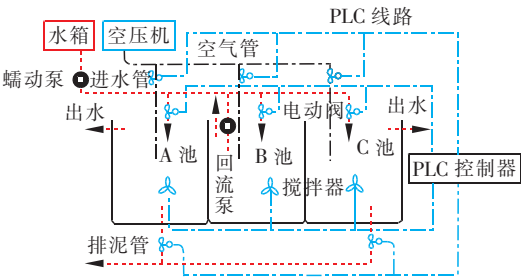 PLC 线路
水箱
空压机
空气管
蠕动泵
进水管
出水
电动阀
出水
A 池
回流泵
B 池
C 池
PLC 控制器
搅拌器
排泥管